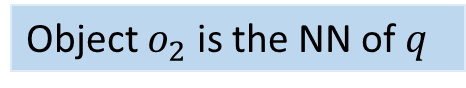 Object o₂ is the NN of q